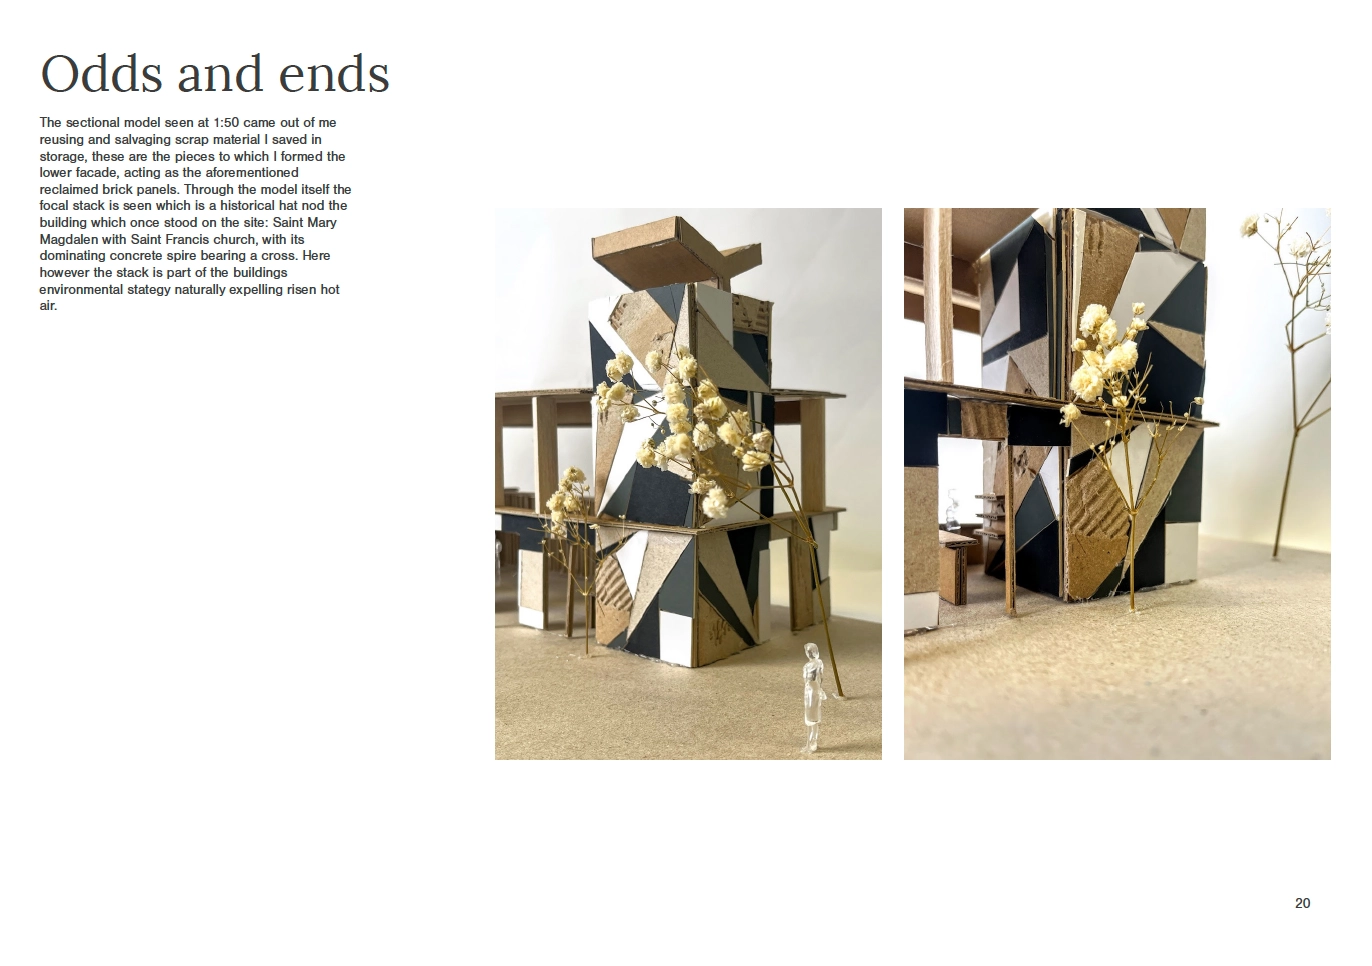 Odds and ends
The sectional model seen at 1:50 came out of me
reusing and salvaging scrap material I saved in
storage, these are the pieces to which I formed the
lower facade, acting as the aforementioned
reclaimed brick panels. Through the model itself the
focal stack is seen which is a historical hat nod the
building which once stood on the site: Saint Mary
Magdalen with Saint Francis church, with its
dominating concrete spire bearing a cross. Here
however the stack is part of the buildings
environmental stategy naturally expelling risen hot
air.
20